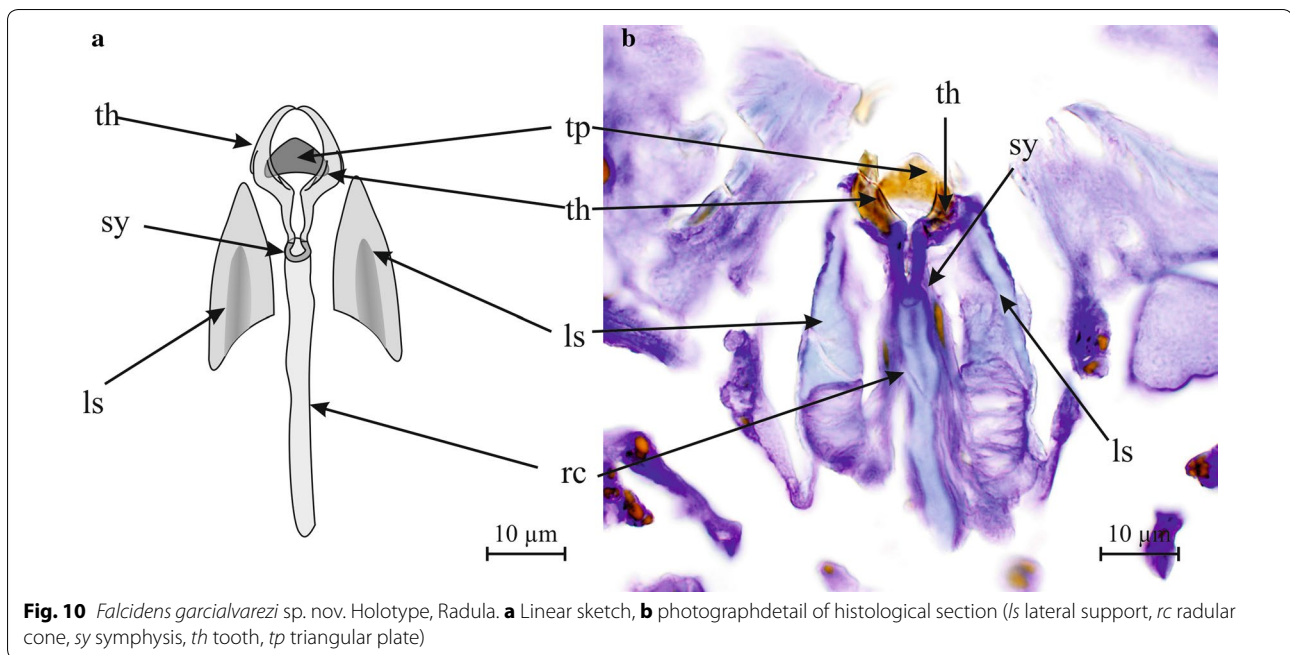 a
b
th
th
tp
sy
th
sy
ls
ls
ls
rc
10 µm
10 µm
Fig. 10 Falcidens garcialvarezi sp. nov. Holotype, Radula. a Linear sketch, b photographdetail of histological section (ls lateral support, rc radular
cone, sy symphysis, th tooth, tp triangular plate)